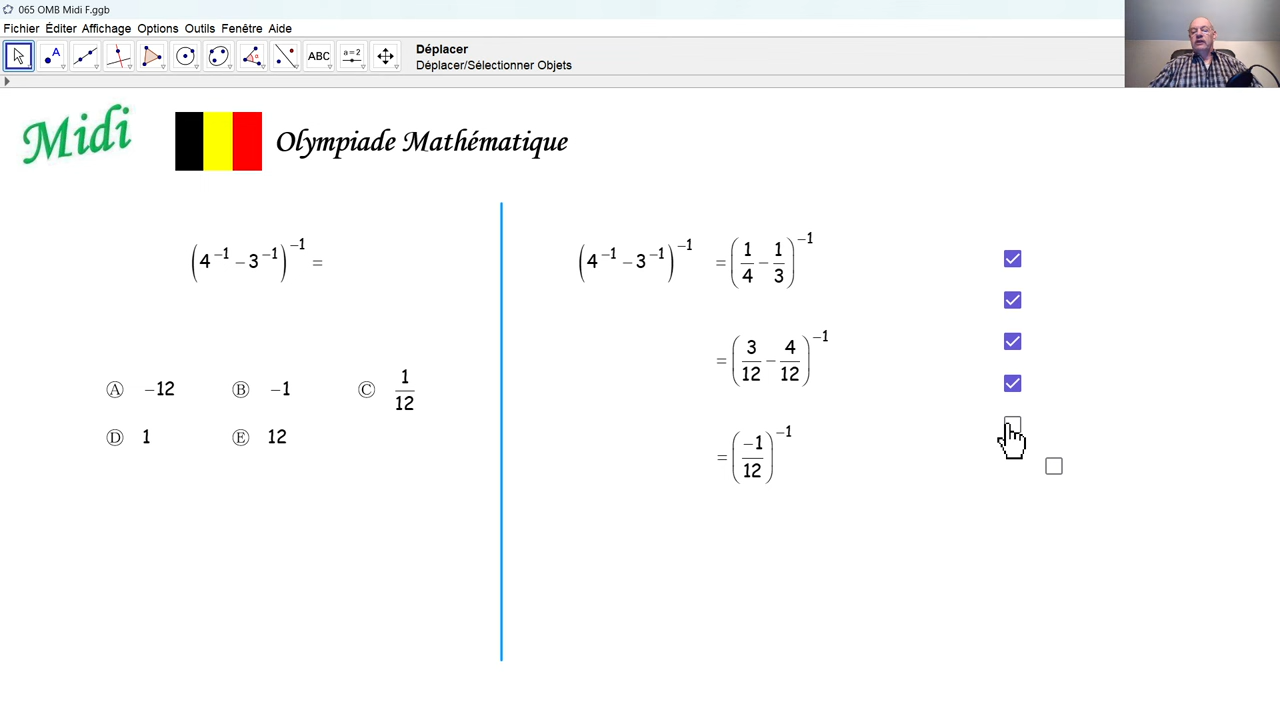 065 OMB Midi F.ggb
Fichier Éditer Affichage Options Outils Fenêtre Aide
A ABC a=2 Déplacer
Déplacer/Sélectionner Objets
Midi Olympiade Mathématique
(4⁻¹ – 3⁻¹)⁻¹ =
Ⓐ –12 Ⓑ –1 Ⓒ 1/12
Ⓓ 1 Ⓔ 12
(4⁻¹ – 3⁻¹)⁻¹ = (1/4 – 1/3)⁻¹
= (3/12 – 4/12)⁻¹
= (–1/12)⁻¹